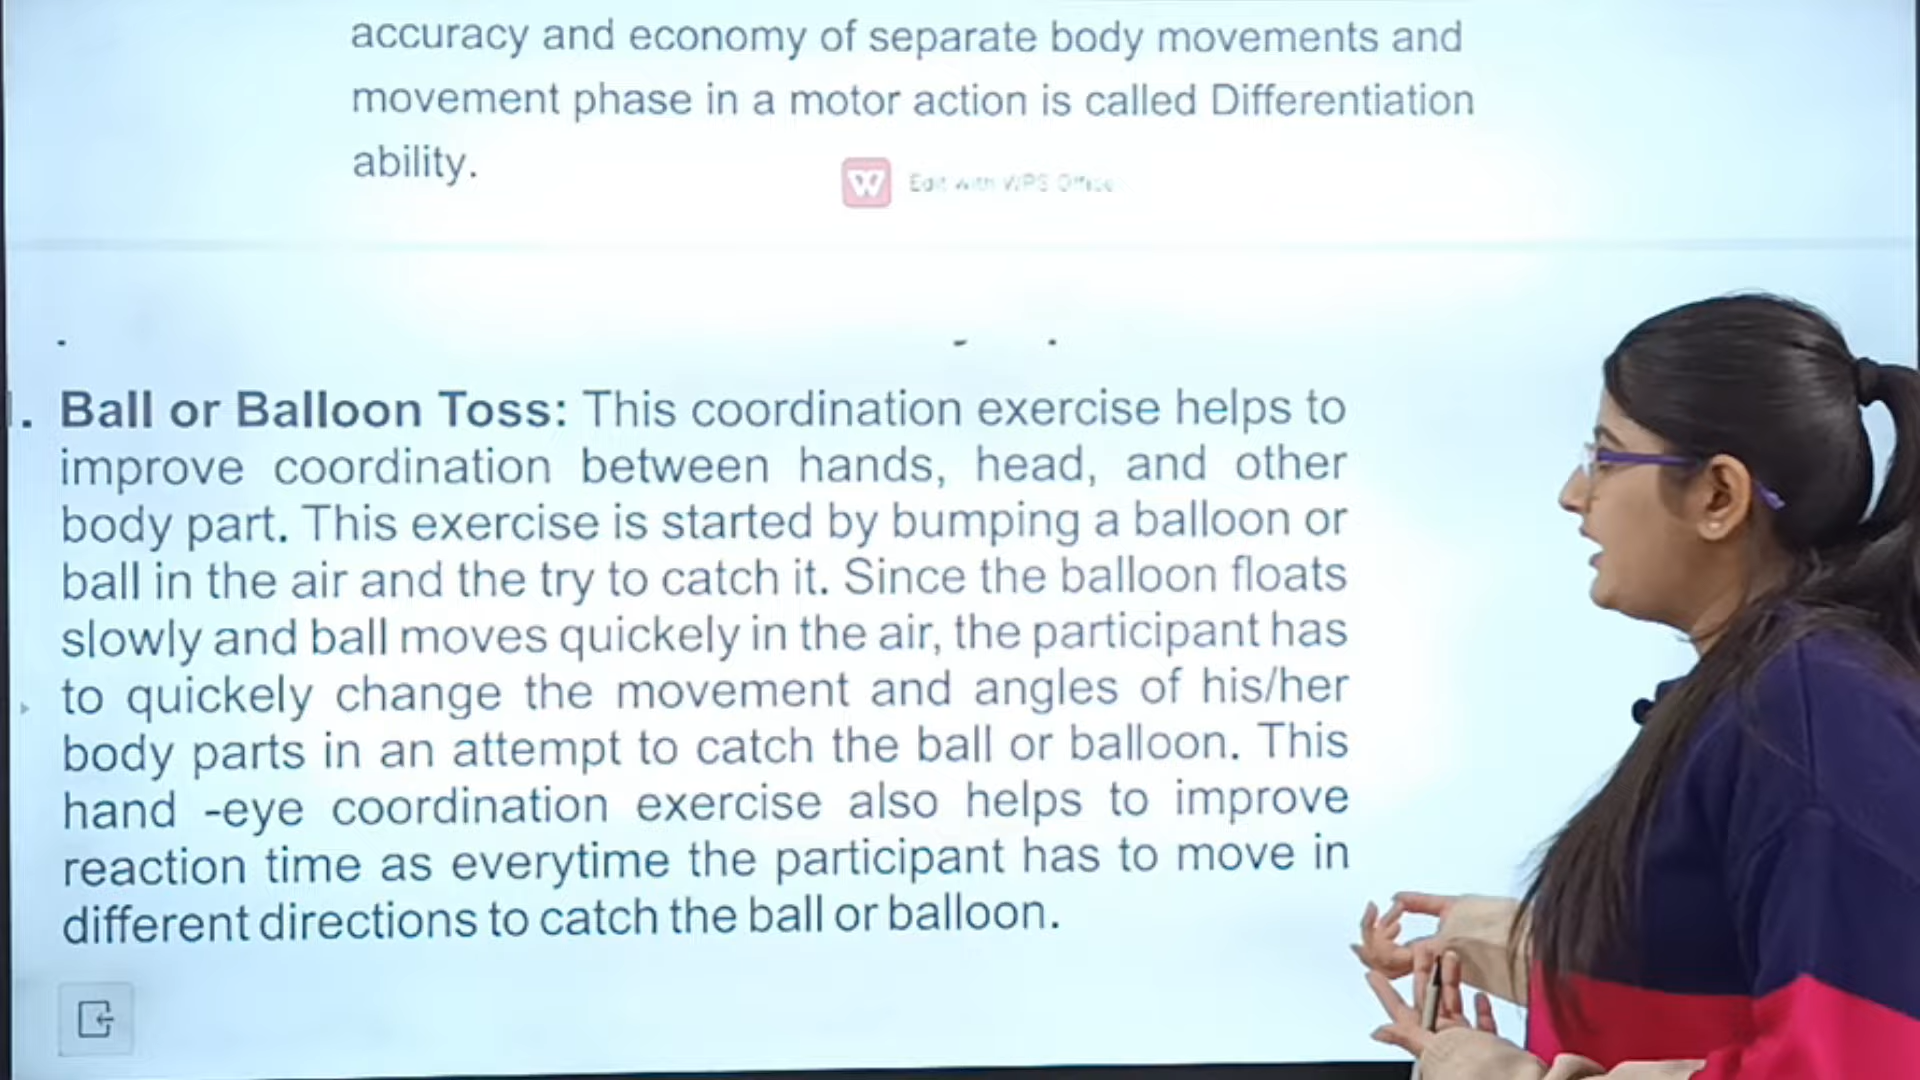 accuracy and economy of separate body movements and
movement phase in a motor action is called Differentiation
ability.
Edit with WPS Office
. Ball or Balloon Toss: This coordination exercise helps to
improve coordination between hands, head, and other
body part. This exercise is started by bumping a balloon or
ball in the air and the try to catch it. Since the balloon floats
slowly and ball moves quickely in the air, the participant has
to quickely change the movement and angles of his/her
body parts in an attempt to catch the ball or balloon. This
hand -eye coordination exercise also helps to improve
reaction time as everytime the participant has to move in
different directions to catch the ball or balloon.